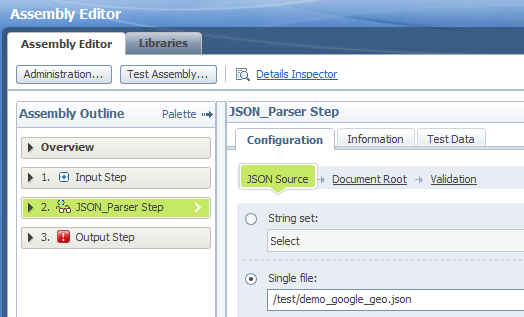 Assembly Editor
Assembly Editor Libraries
Administration... Test Assembly... Details Inspector
Assembly Outline Palette
Overview
1. Input Step
2. JSON_Parser Step
3. Output Step
JSON_Parser Step
Configuration Information Test Data
JSON Source Document Root Validation
String set:
Select
Single file:
/test/demo_google_geo.json